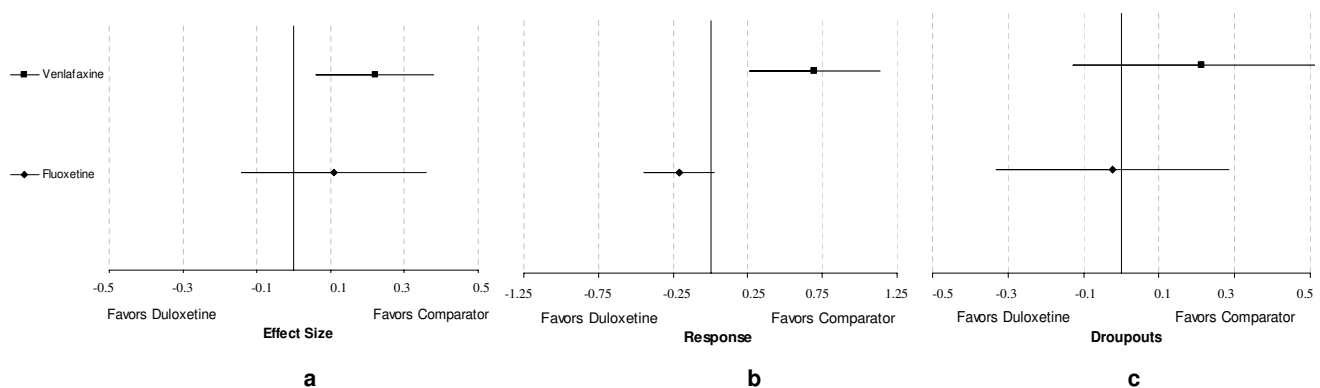 Venlafaxine
Fluoxetine
-0.5 -0.3 -0.1 0.1 0.3 0.5
Favors Duloxetine Favors Comparator
Effect Size
a
-1.25 -0.75 -0.25 0.25 0.75 1.25
Favors Duloxetine Favors Comparator
Response
b
-0.5 -0.3 -0.1 0.1 0.3 0.5
Favors Duloxetine Favors Comparator
Droupouts
c